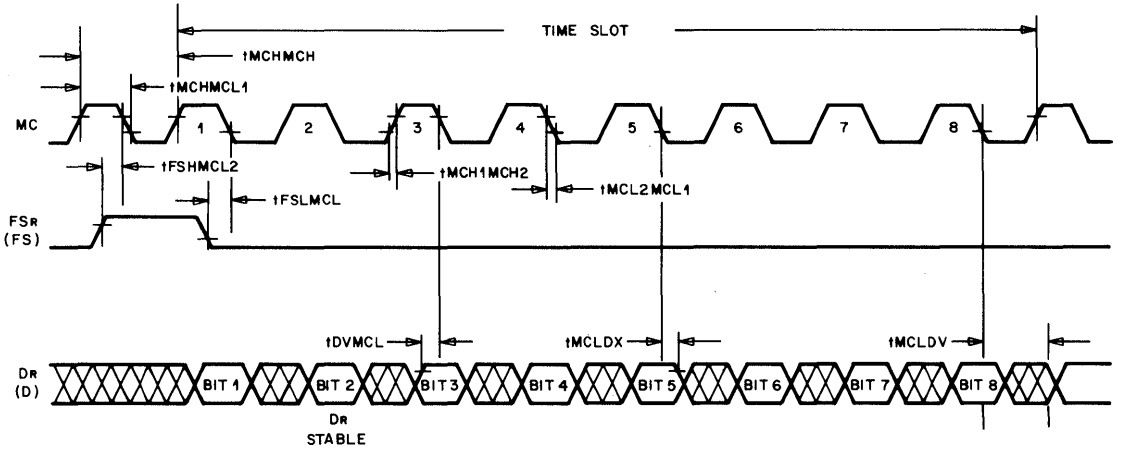 TIME SLOT
tMCHMCH
tMCHMCL1
MC
1 2 3 4 5 6 7 8
tFSHMCL2
tMCH1MCH2
tMCL2MCL1
tFSLMCL
FSR
(FS)
tDVMCL
tMCLDX
tMCLDV
DR
(D)
BIT 1 BIT 2 BIT 3 BIT 4 BIT 5 BIT 6 BIT 7 BIT 8
DR
STABLE